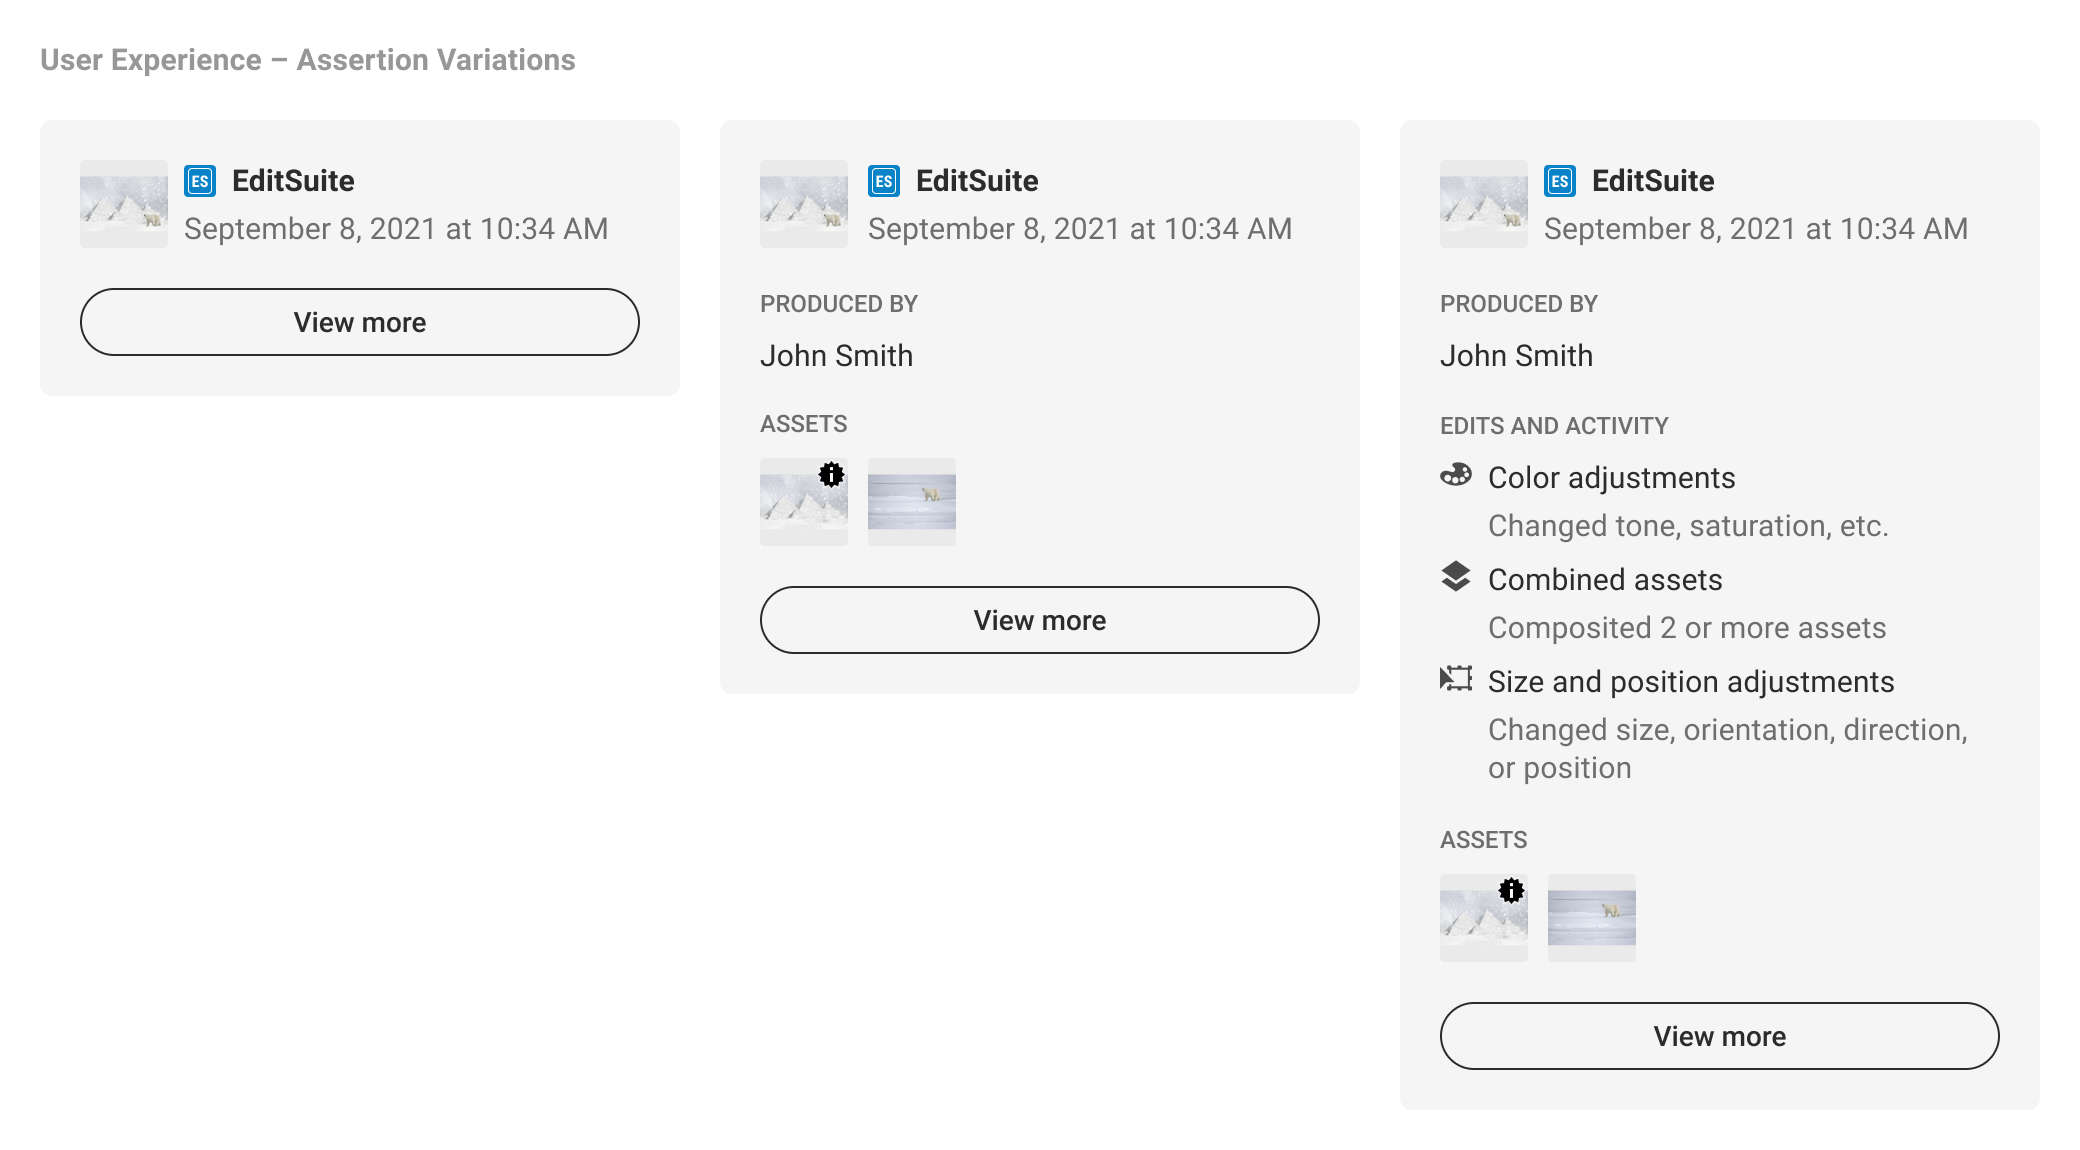 User Experience – Assertion Variations
ES EditSuite
September 8, 2021 at 10:34 AM
View more
ES EditSuite
September 8, 2021 at 10:34 AM
PRODUCED BY
John Smith
ASSETS
i
View more
ES EditSuite
September 8, 2021 at 10:34 AM
PRODUCED BY
John Smith
EDITS AND ACTIVITY
Color adjustments
Changed tone, saturation, etc.
Combined assets
Composited 2 or more assets
Size and position adjustments
Changed size, orientation, direction,
or position
ASSETS
i
View more